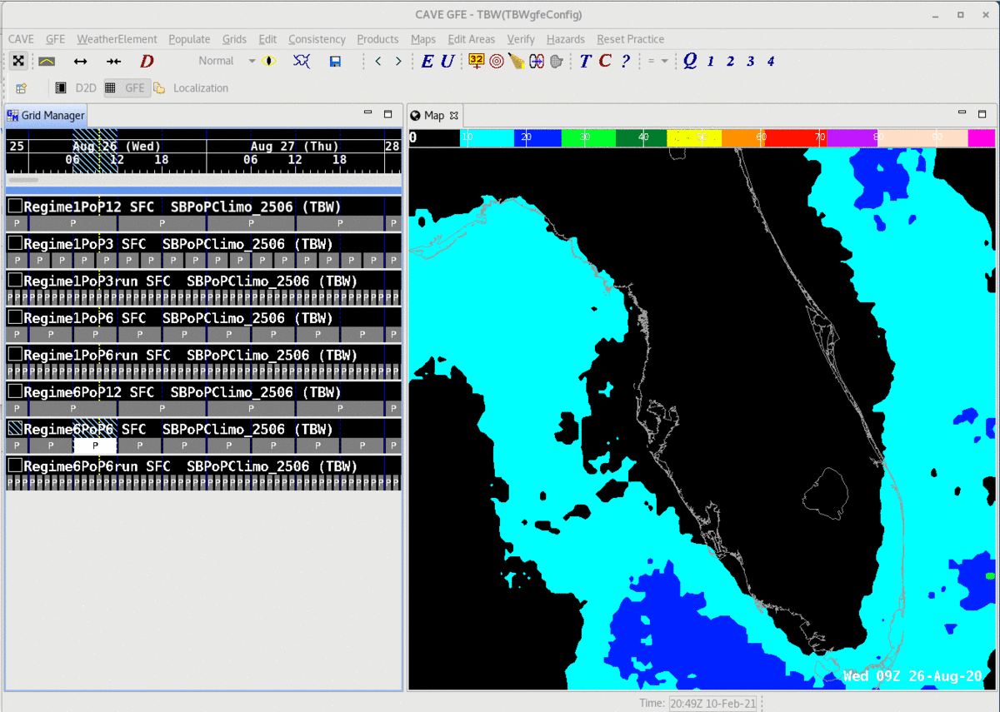 CAVE GFE - TBW(TBWgfeConfig)
CAVE GFE WeatherElement Populate Grids Edit Consistency Products Maps Edit Areas Verify Hazards Reset Practice
D Normal E U 32 T C ? = Q 1 2 3 4
D2D GFE Localization
Grid Manager
Map
0 10 20 30 40 50 60 70 80 90
25 Aug 26 (Wed) Aug 27 (Thu) 28
06 12 18 06 12 18
Regime1PoP12 SFC SBPoPClimo_2506 (TBW)
P P P P P P
Regime1PoP3 SFC SBPoPClimo_2506 (TBW)
P P P P P P P P P P P P P P P P P P
Regime1PoP3run SFC SBPoPClimo_2506 (TBW)
Regime1PoP6 SFC SBPoPClimo_2506 (TBW)
P P P P P P P P P P
Regime1PoP6run SFC SBPoPClimo_2506 (TBW)
Regime6PoP12 SFC SBPoPClimo_2506 (TBW)
P P P P P P
Regime6PoP6 SFC SBPoPClimo_2506 (TBW)
P P P P P P P P P P
Regime6PoP6run SFC SBPoPClimo_2506 (TBW)
Wed 09Z 26-Aug-20
Time: 20:49Z 10-Feb-21